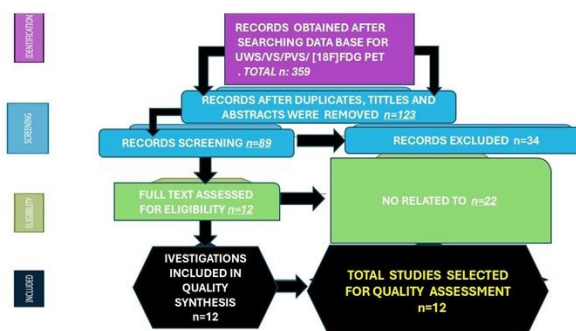 IDENTIFICATION
RECORDS OBTAINED AFTER
SEARCHING DATA BASE FOR
UWS/VS/PVS/ [18F]FDG PET
. TOTAL n: 359
SCREENING
RECORDS AFTER DUPLICATES, TITTLES AND
ABSTRACTS WERE REMOVED n=123
RECORDS SCREENING n=89
RECORDS EXCLUDED n=34
ELIGIBILITY
FULL TEXT ASSESSED
FOR ELIGIBILITY n=12
NO RELATED TO n=22
INCLUDED
IVESTIGATIONS
INCLUDED IN
QUALITY
SYNTHESIS
n=12
TOTAL STUDIES SELECTED
FOR QUALITY ASSESSMENT
n=12